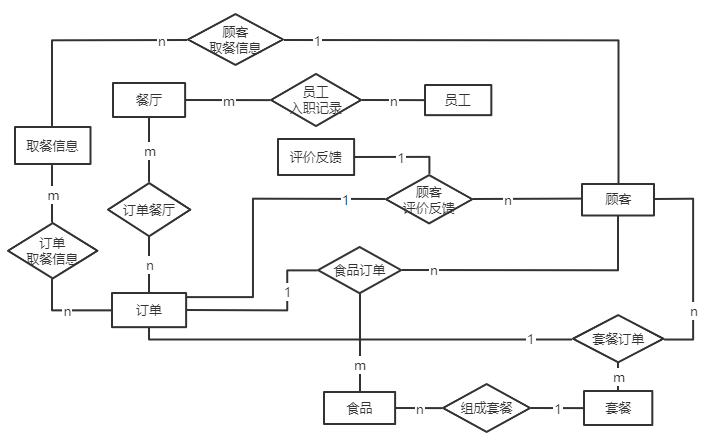 顾客
取餐信息
n
1
餐厅
m
员工
入职记录
n
员工
取餐信息
m
评价反馈
1
m
订单餐厅
1
顾客
评价反馈
n
顾客
订单
取餐信息
n
食品订单
n
1
n
订单
n
1
套餐订单
m
m
食品
n
组成套餐
1
套餐